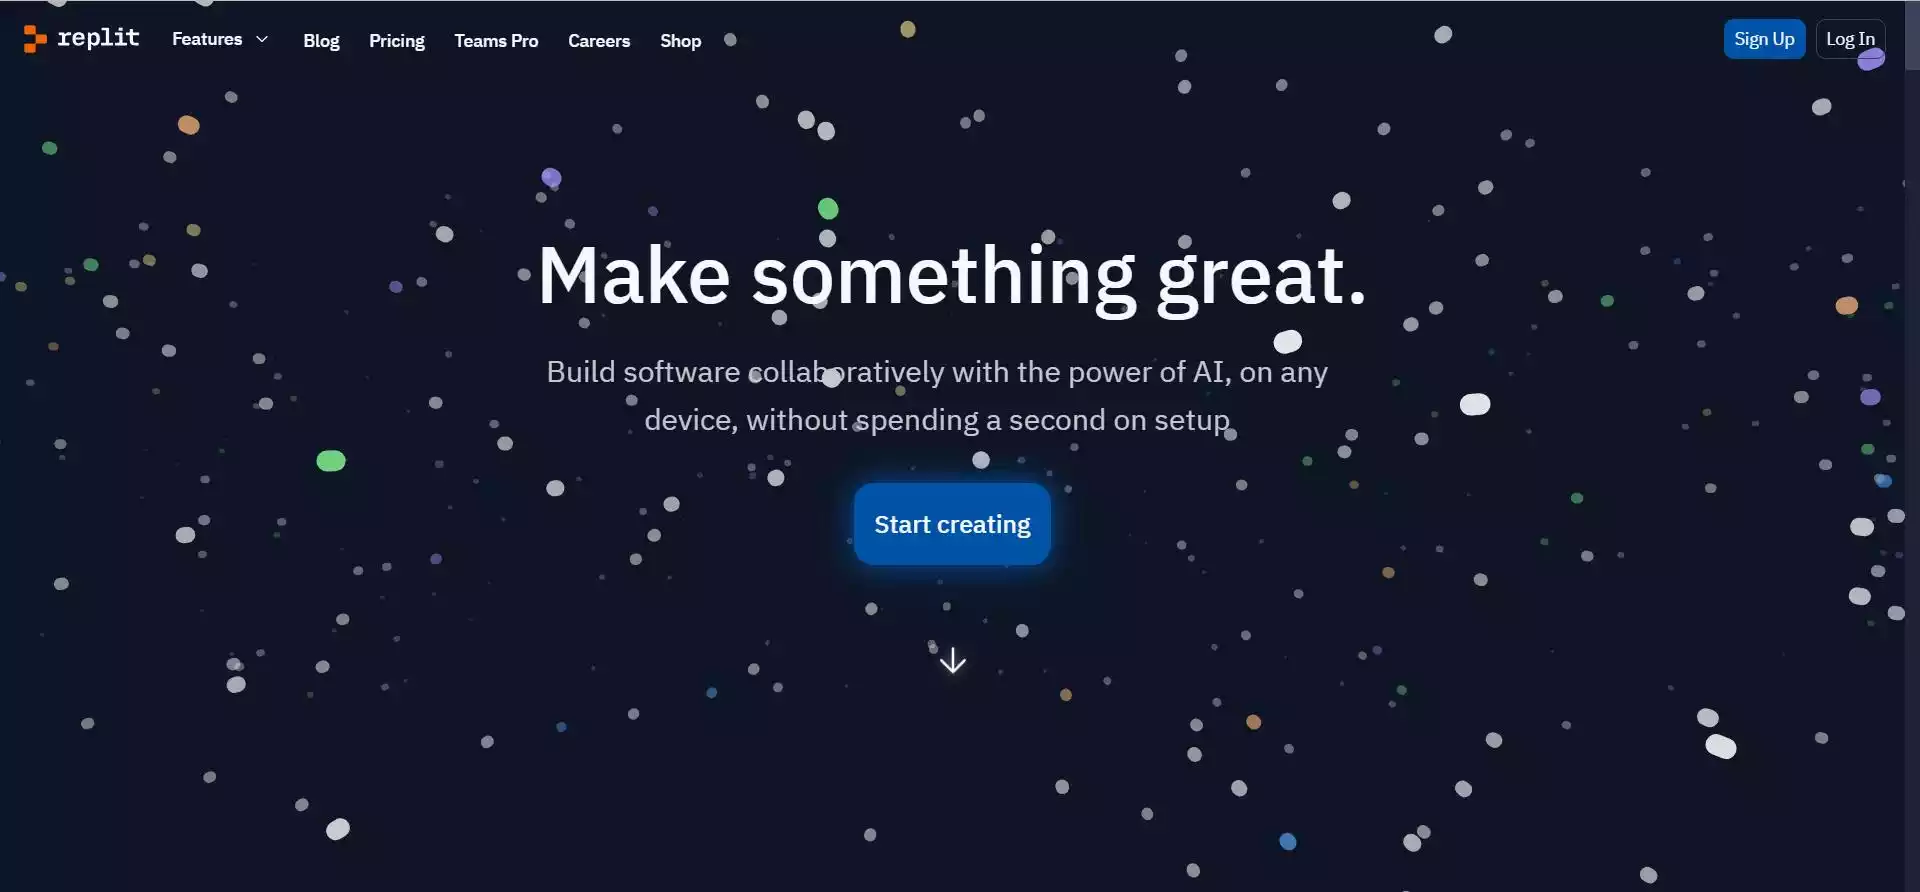 replit
Features
Blog
Pricing
Teams Pro
Careers
Shop
Sign Up
Log In
Make something great.
Build software collaboratively with the power of AI, on any
device, without spending a second on setup
Start creating